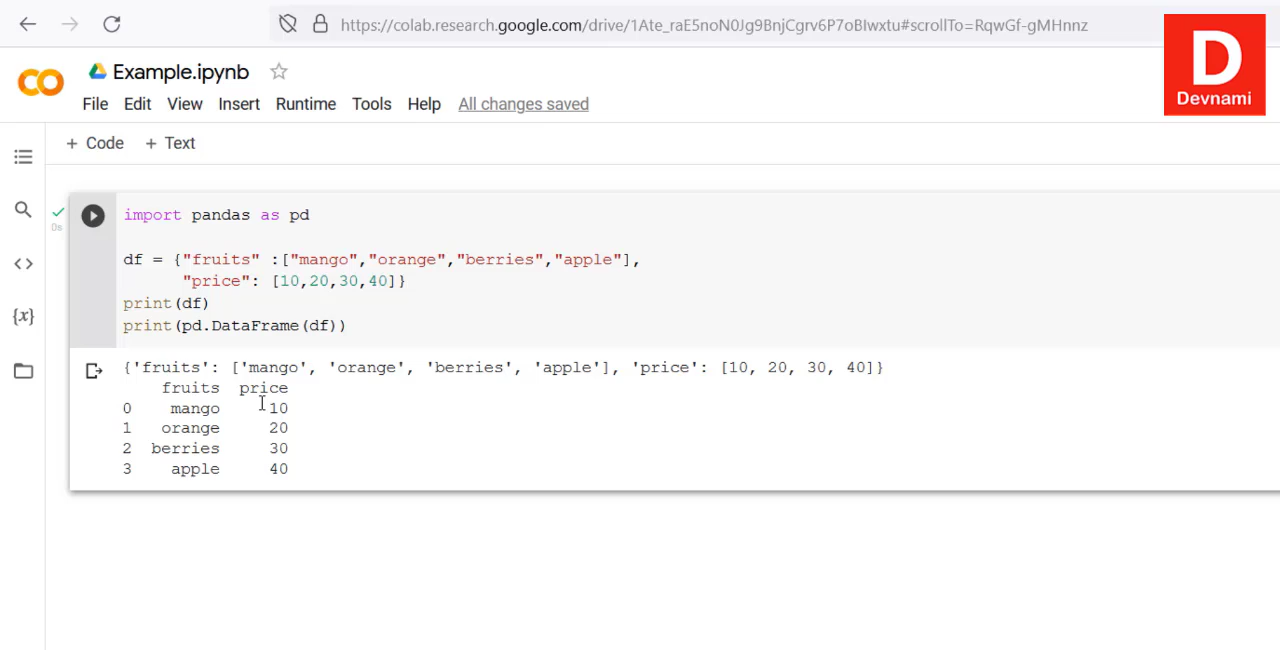 https://colab.research.google.com/drive/1Ate_raE5noN0Jg9BnjCgrv6P7oBIwxtu#scrollTo=RqwGf-gMHnnz
D
Devnami
CO
Example.ipynb
File Edit View Insert Runtime Tools Help All changes saved
+ Code + Text
import pandas as pd
0s
df = {"fruits" :["mango","orange","berries","apple"],
"price": [10,20,30,40]}
print(df)
{x}
print(pd.DataFrame(df))
{'fruits': ['mango', 'orange', 'berries', 'apple'], 'price': [10, 20, 30, 40]}
fruits price
0 mango 10
1 orange 20
2 berries 30
3 apple 40